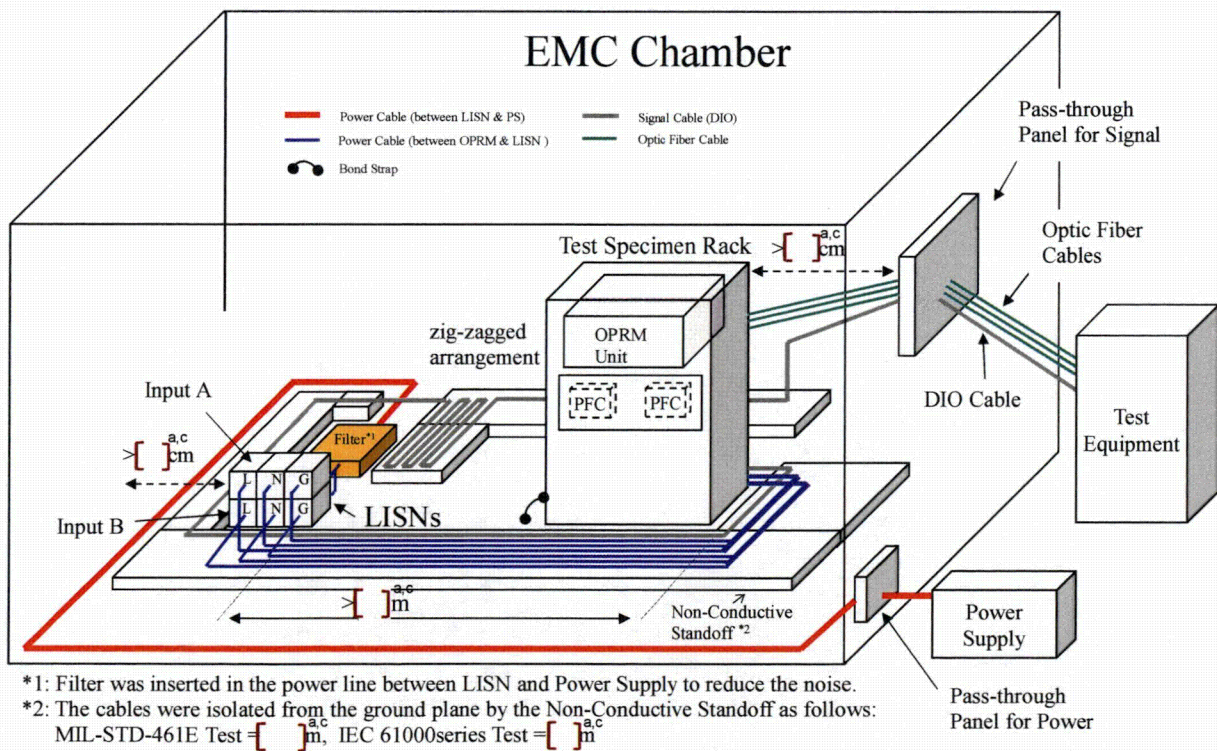 EMC Chamber
Power Cable (between LISN & PS)
Signal Cable (DIO)
Power Cable (between OPRM & LISN )
Optic Fiber Cable
Bond Strap
Pass-through
Panel for Signal
Test Specimen Rack
>[ ]a,c cm
Optic Fiber
Cables
zig-zagged
arrangement
OPRM
Unit
Input A
PFC
PFC
DIO Cable
Test
Equipment
Filter*1
>[ ]a,c cm
L N G
Input B
L N G
LISNs
>[ ]a,c m
Non-Conductive
Standoff *2
Power
Supply
Pass-through
Panel for Power
*1: Filter was inserted in the power line between LISN and Power Supply to reduce the noise.
*2: The cables were isolated from the ground plane by the Non-Conductive Standoff as follows:
MIL-STD-461E Test =[ ]a,c m, IEC 61000series Test =[ ]a,c m